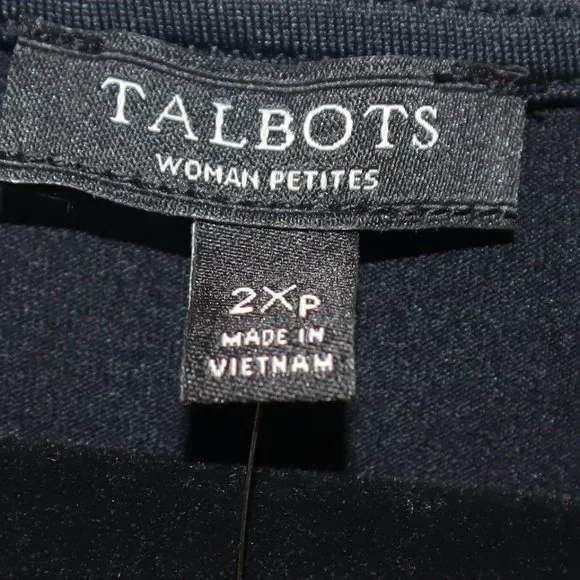 TALBOTS
WOMAN PETITES
2XP
MADE IN
VIETNAM